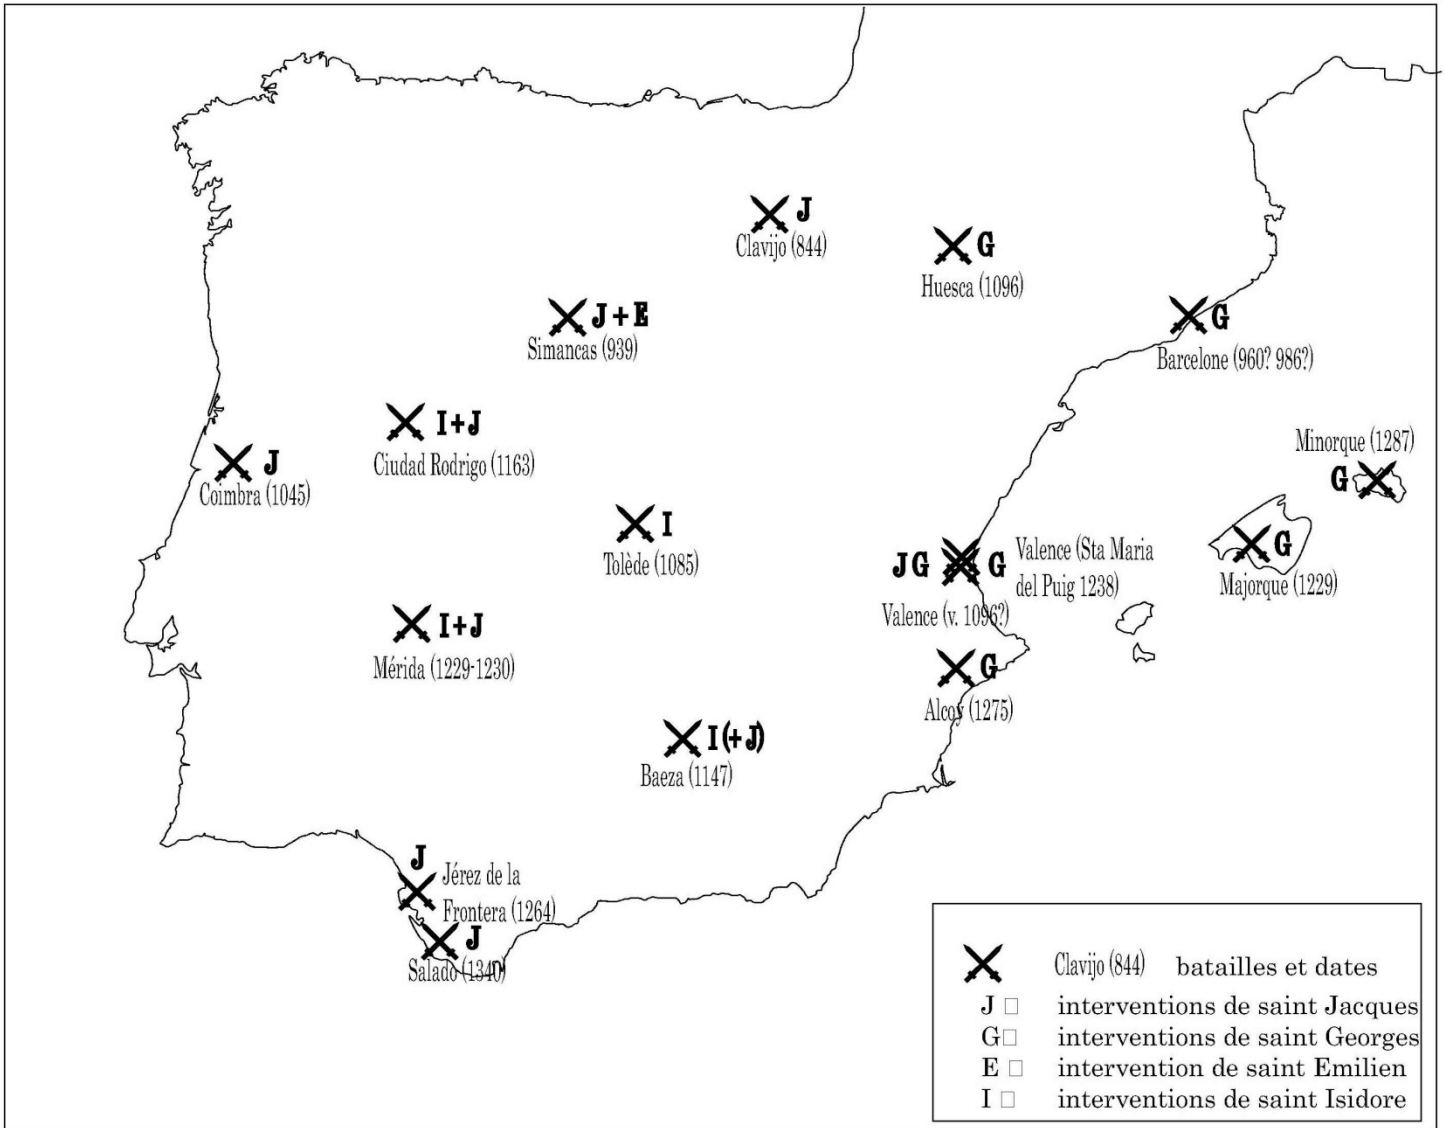 J
Clavijo (844)
G
Huesca (1096)
J + E
Simancas (939)
G
Barcelone (960? 986?)
I + J
Ciudad Rodrigo (1163)
J
Coimbra (1045)
Minorque (1287)
G
I
Tolède (1085)
J G
G
Valence (Sta Maria
del Puig 1238)
Valence (v. 1096?)
G
Majorque (1229)
I + J
Mérida (1229-1230)
G
Alcoy (1275)
I (+ J)
Baeza (1147)
J
Jérez de la
Frontera (1264)
J
Salado (1340)
Clavijo (844) batailles et dates
J □ interventions de saint Jacques
G □ interventions de saint Georges
E □ intervention de saint Emilien
I □ interventions de saint Isidore